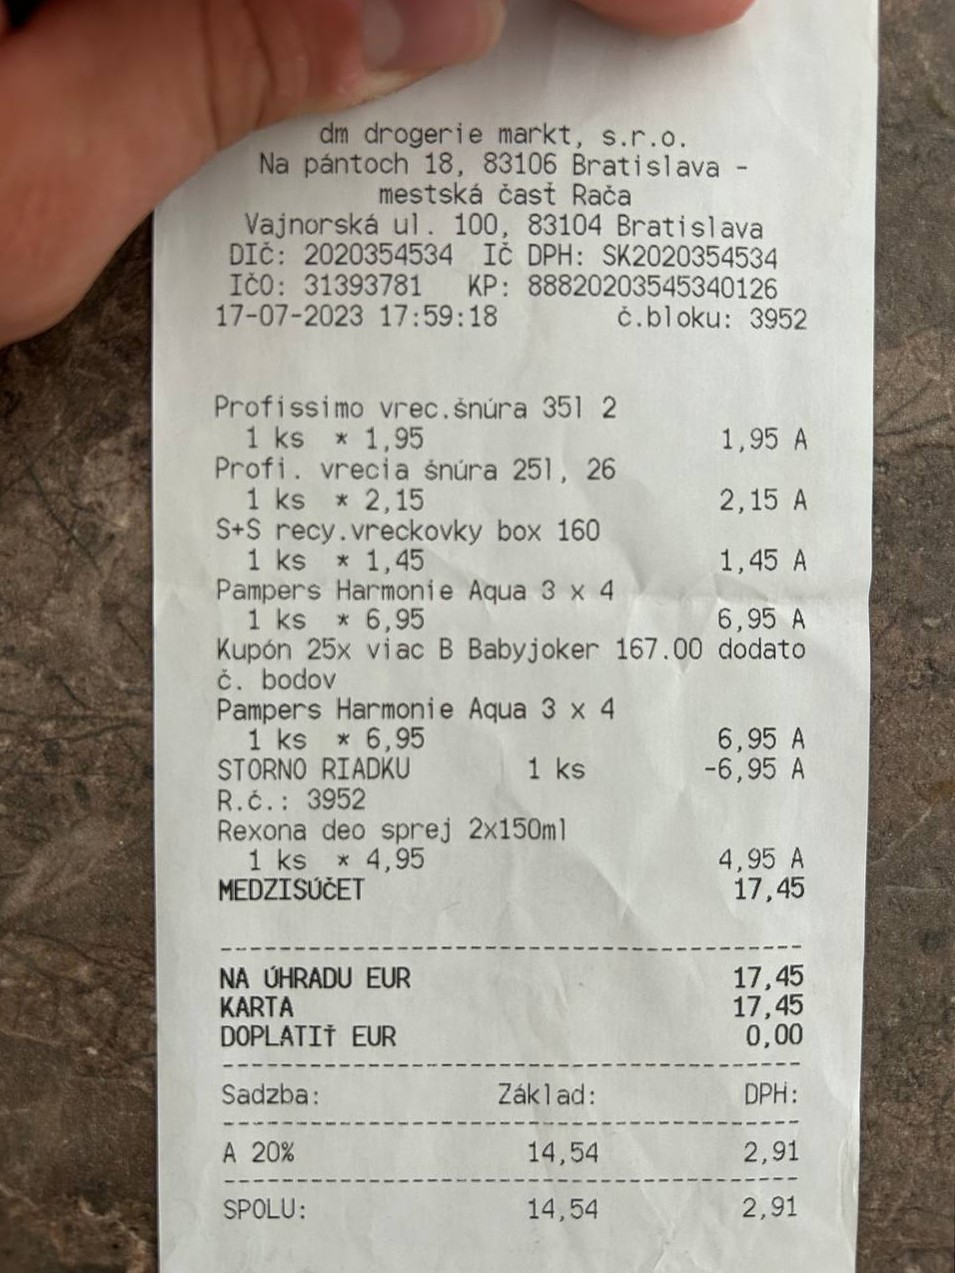 dm drogerie markt, s.r.o.
Na pántoch 18, 83106 Bratislava -
mestská časť Rača
Vajnorská ul. 100, 83104 Bratislava
DIČ: 2020354534 IČ DPH: SK2020354534
IČO: 31393781 KP: 88820203545340126
17-07-2023 17:59:18 č.bloku: 3952
Profissimo vrec.šnúra 35l 2
1 ks * 1,95 1,95 A
Profi. vrecia šnúra 25l, 26
1 ks * 2,15 2,15 A
S+S recy.vreckovky box 160
1 ks * 1,45 1,45 A
Pampers Harmonie Aqua 3 x 4
1 ks * 6,95 6,95 A
Kupón 25x viac B Babyjoker 167.00 dodato
č. bodov
Pampers Harmonie Aqua 3 x 4
1 ks * 6,95 6,95 A
STORNO RIADKU 1 ks -6,95 A
R.č.: 3952
Rexona deo sprej 2x150ml
1 ks * 4,95 4,95 A
MEDZISÚČET 17,45
NA ÚHRADU EUR 17,45
KARTA 17,45
DOPLATIŤ EUR 0,00
Sadzba: Základ: DPH:
A 20% 14,54 2,91
SPOLU: 14,54 2,91